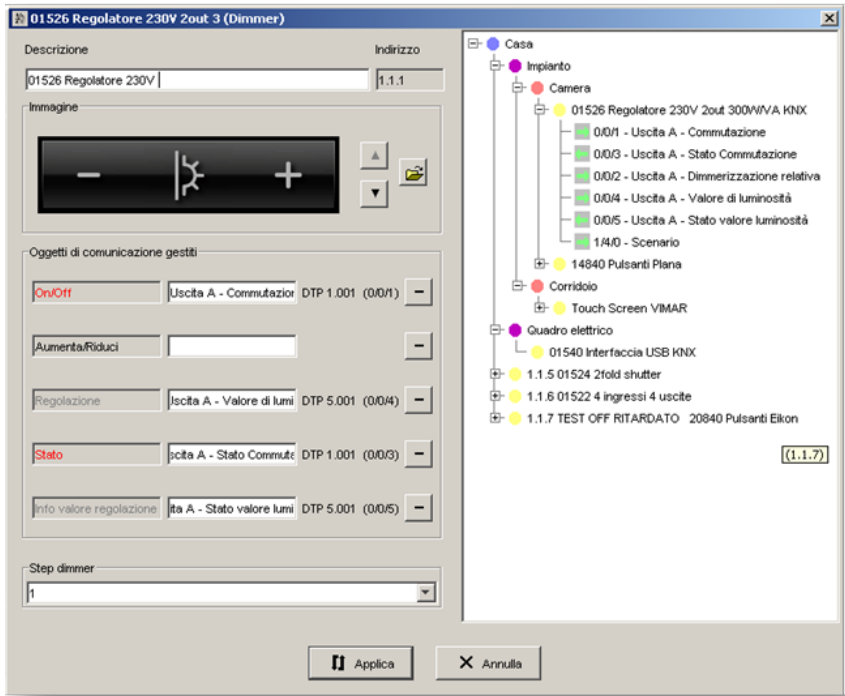 01526 Regolatore 230V 2out 3 (Dimmer)
Descrizione
Indirizzo
01526 Regolatore 230V
1.1.1
Immagine
Oggetti di comunicazione gestiti
On/Off
Uscita A - Commutazior
DTP 1.001 (0/0/1)
Aumenta/Riduci
Regolazione
Jscita A - Valore di lumi
DTP 5.001 (0/0/4)
Stato
scita A - Stato Commuta
DTP 1.001 (0/0/3)
Info valore regolazione
ita A - Stato valore lumi
DTP 5.001 (0/0/5)
Step dimmer
1
Applica
Annulla
Casa
Impianto
Camera
01526 Regolatore 230V 2out 300W/VA KNX
0/0/1 - Uscita A - Commutazione
0/0/3 - Uscita A - Stato Commutazione
0/0/2 - Uscita A - Dimmerizzazione relativa
0/0/4 - Uscita A - Valore di luminosità
0/0/5 - Uscita A - Stato valore luminosità
1/4/0 - Scenario
14840 Pulsanti Plana
Corridoio
Touch Screen VIMAR
Quadro elettrico
01540 Interfaccia USB KNX
1.1.5 01524 2fold shutter
1.1.6 01522 4 ingressi 4 uscite
1.1.7 TEST OFF RITARDATO 20840 Pulsanti Eikon
(1.1.7)